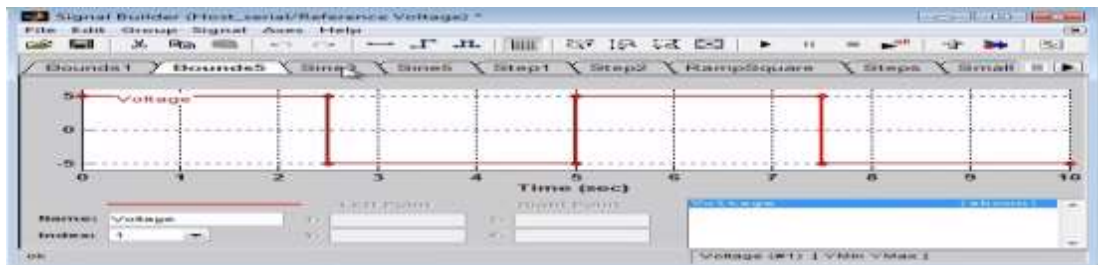 Signal Builder (Host_serial/Reference Voltage) *
File Edit Group Signal Axes Help
Bounds1 Bounds5 Sine3 Sine5 Step1 Step2 RampSquare Steps Small
Voltage
5
0
-5
0 1 2 3 4 5 6 7 8 9 10
Time (sec)
Left Point Right Point
Name: Voltage
Index: 1
Voltage (#1) [ YMin YMax ]